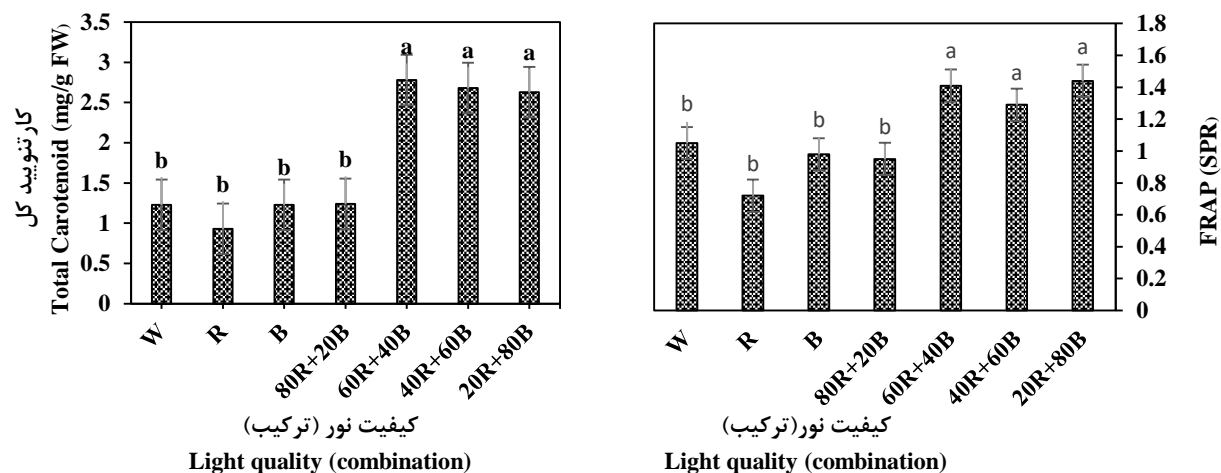 کارتنویید کل
Total Carotenoid (mg/g FW)
3.5
3
2.5
2
1.5
1
0.5
0
b
b
b
b
a
a
a
W
R
B
80R+20B
60R+40B
40R+60B
20R+80B
کیفیت نور (ترکیب)
Light quality (combination)
b
b
b
b
a
a
a
1.8
1.6
1.4
1.2
1
0.8
0.6
0.4
0.2
0
FRAP (SPR)
W
R
B
80R+20B
60R+40B
40R+60B
20R+80B
کیفیت نور(ترکیب)
Light quality (combination)